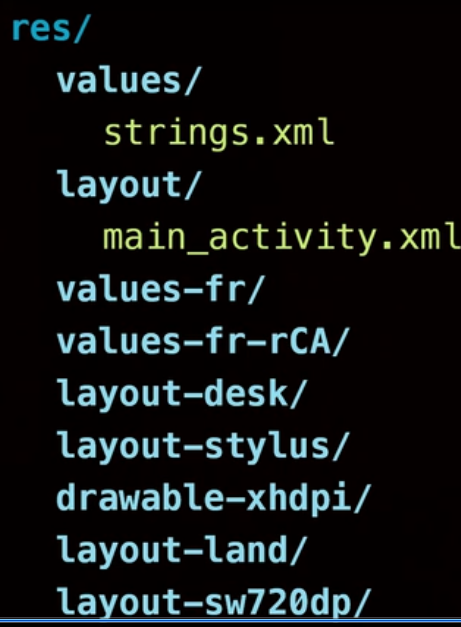 res/
values/
strings.xml
layout/
main_activity.xml
values-fr/
values-fr-rCA/
layout-desk/
layout-stylus/
drawable-xhdpi/
layout-land/
layout-sw720dp/